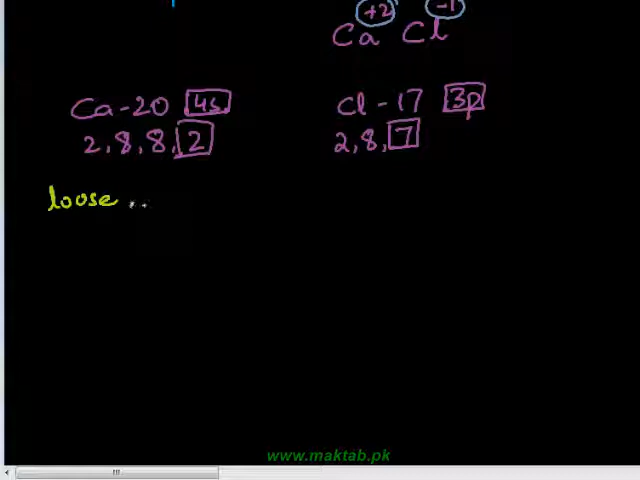 +2 -1
Ca Cl
Ca-20 4s Cl-17 3p
2,8,8,2 2,8,7
loose ..
www.maktab.pk